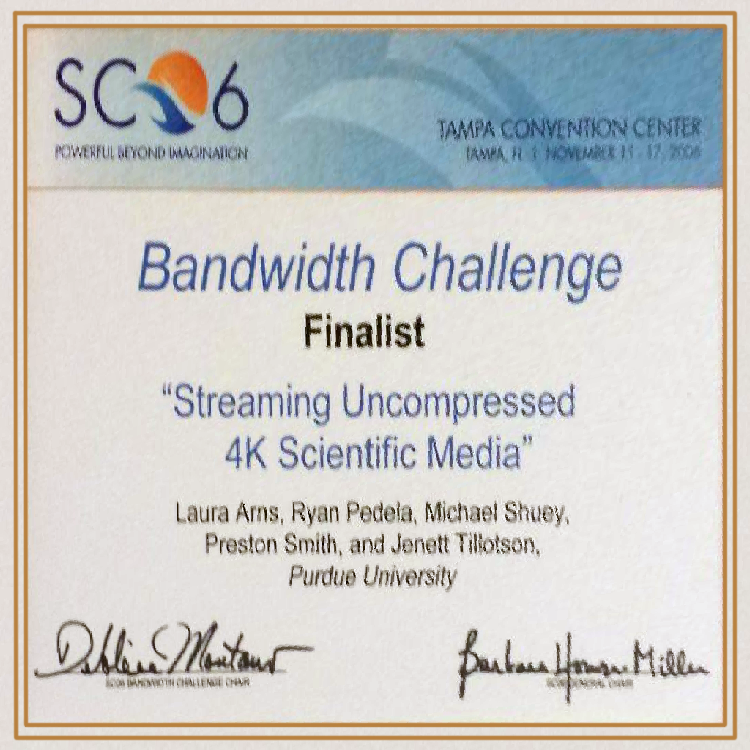 SC06
POWERFUL BEYOND IMAGINATION
TAMPA CONVENTION CENTER
TAMPA, FL | NOVEMBER 11 - 17, 2006
Bandwidth Challenge
Finalist
“Streaming Uncompressed
4K Scientific Media”
Laura Arns, Ryan Pedela, Michael Shuey,
Preston Smith, and Jenett Tillotson,
Purdue University
Barbara Horner-Miller
SC06 BANDWIDTH CHALLENGE CHAIR
SC06 GENERAL CHAIR